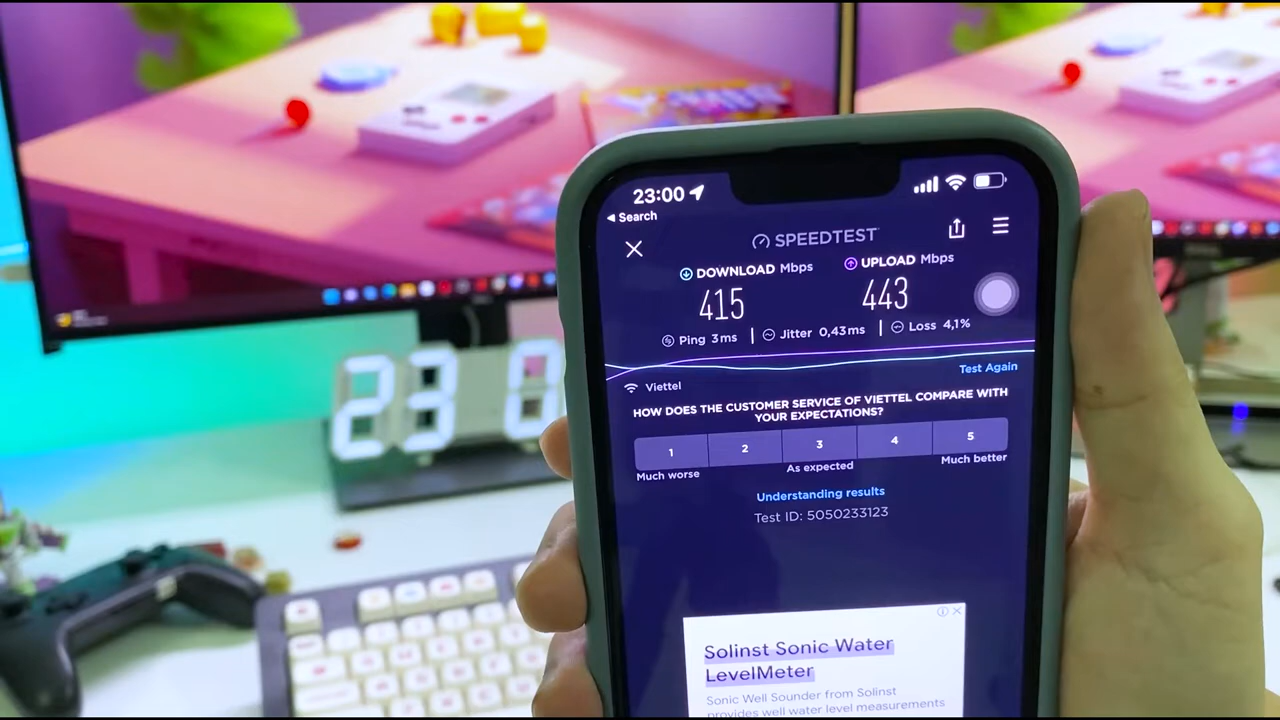 23:00
◀ Search
SPEEDTEST
DOWNLOAD Mbps
UPLOAD Mbps
415
443
Ping 3ms | Jitter 0,43ms | Loss 4,1%
Test Again
Viettel
HOW DOES THE CUSTOMER SERVICE OF VIETTEL COMPARE WITH
YOUR EXPECTATIONS?
1 2 3 4 5
Much worse As expected Much better
Understanding results
Test ID: 5050233123
Solinst Sonic Water
LevelMeter
Sonic Well Sounder from Solinst
provides well water level measurements
23 0